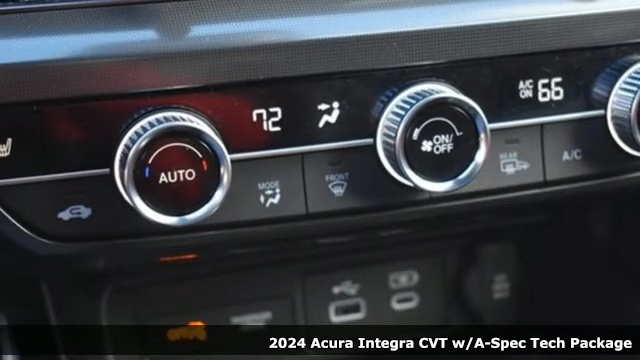 72
A/C ON 66
AUTO
ON/OFF
MODE
FRONT
REAR
A/C
2024 Acura Integra CVT w/A-Spec Tech Package